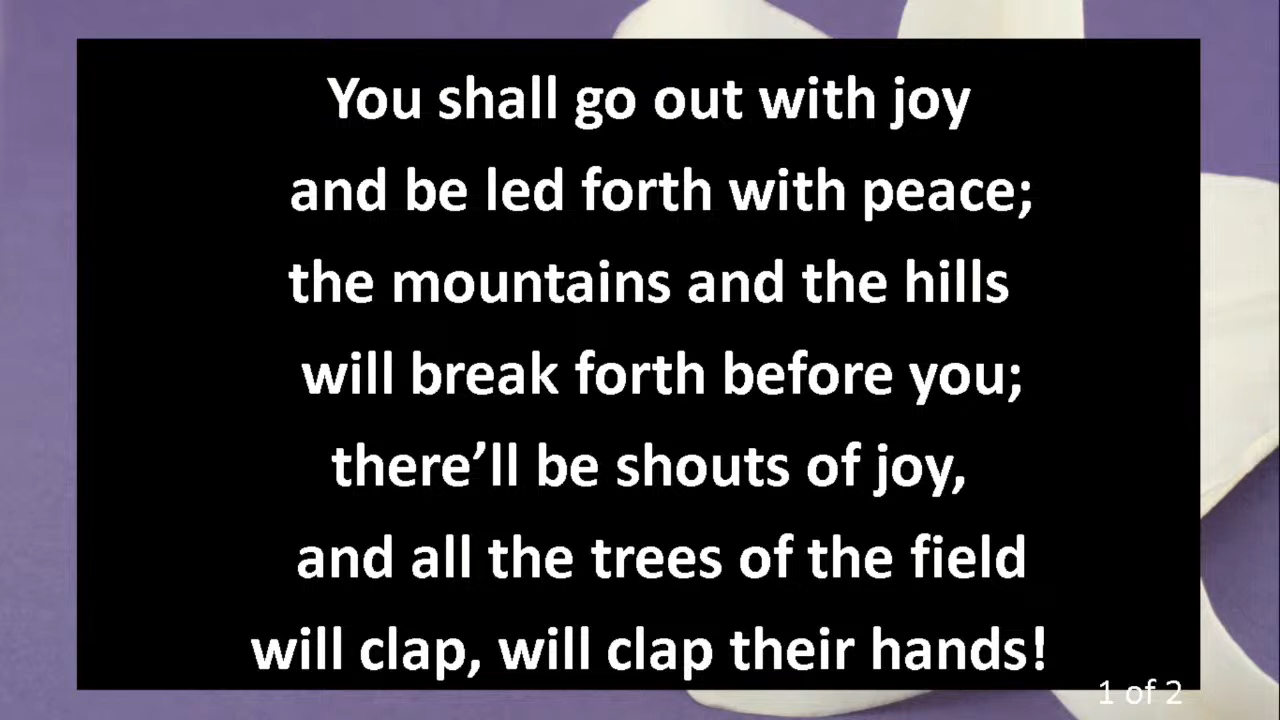 You shall go out with joy
and be led forth with peace;
the mountains and the hills
will break forth before you;
there’ll be shouts of joy,
and all the trees of the field
will clap, will clap their hands!
1 of 2